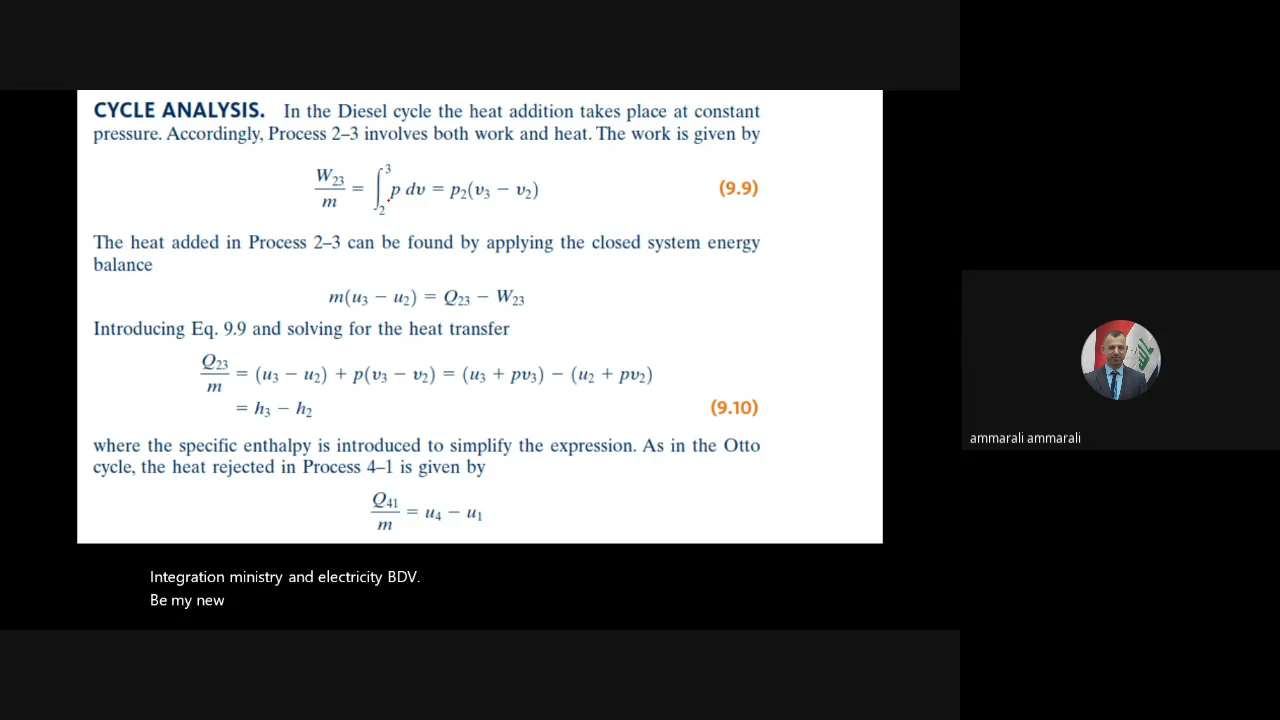 CYCLE ANALYSIS. In the Diesel cycle the heat addition takes place at constant
pressure. Accordingly, Process 2–3 involves both work and heat. The work is given by
W₂₃/m = ∫₂³ p dv = p₂(v₃ − v₂) (9.9)
The heat added in Process 2–3 can be found by applying the closed system energy
balance
m(u₃ − u₂) = Q₂₃ − W₂₃
Introducing Eq. 9.9 and solving for the heat transfer
Q₂₃/m = (u₃ − u₂) + p(v₃ − v₂) = (u₃ + pv₃) − (u₂ + pv₂)
= h₃ − h₂ (9.10)
where the specific enthalpy is introduced to simplify the expression. As in the Otto
cycle, the heat rejected in Process 4–1 is given by
Q₄₁/m = u₄ − u₁
Integration ministry and electricity BDV.
Be my new
ammarali ammarali